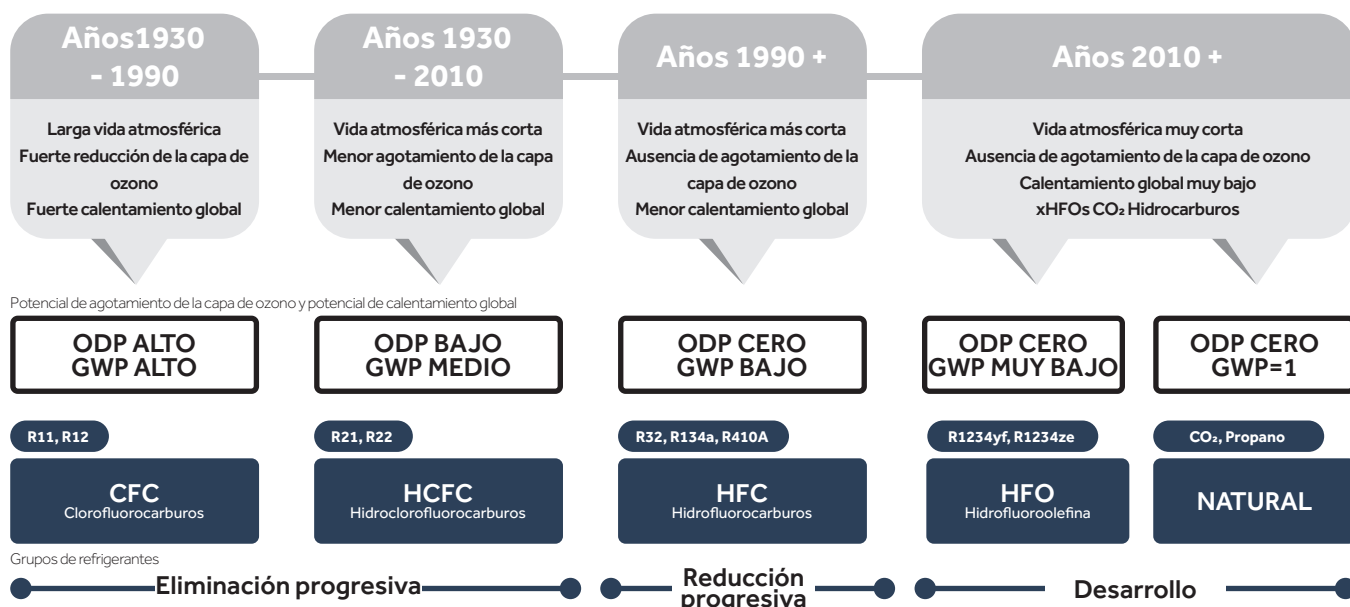 Años1930
- 1990
Larga vida atmosférica
Fuerte reducción de la capa de
ozono
Fuerte calentamiento global
Años 1930
- 2010
Vida atmosférica más corta
Menor agotamiento de la capa
de ozono
Menor calentamiento global
Años 1990 +
Vida atmosférica más corta
Ausencia de agotamiento de la
capa de ozono
Menor calentamiento global
Años 2010 +
Vida atmosférica muy corta
Ausencia de agotamiento de la capa de ozono
Calentamiento global muy bajo
xHFOs CO₂ Hidrocarburos
Potencial de agotamiento de la capa de ozono y potencial de calentamiento global
ODP ALTO
GWP ALTO
ODP BAJO
GWP MEDIO
ODP CERO
GWP BAJO
ODP CERO
GWP MUY BAJO
ODP CERO
GWP=1
R11, R12
R21, R22
R32, R134a, R410A
R1234yf, R1234ze
CO₂, Propano
CFC
Clorofluorocarburos
HCFC
Hidroclorofluorocarburos
HFC
Hidrofluorocarburos
HFO
Hidrofluoroolefina
NATURAL
Grupos de refrigerantes
Eliminación progresiva
Reducción
progresiva
Desarrollo